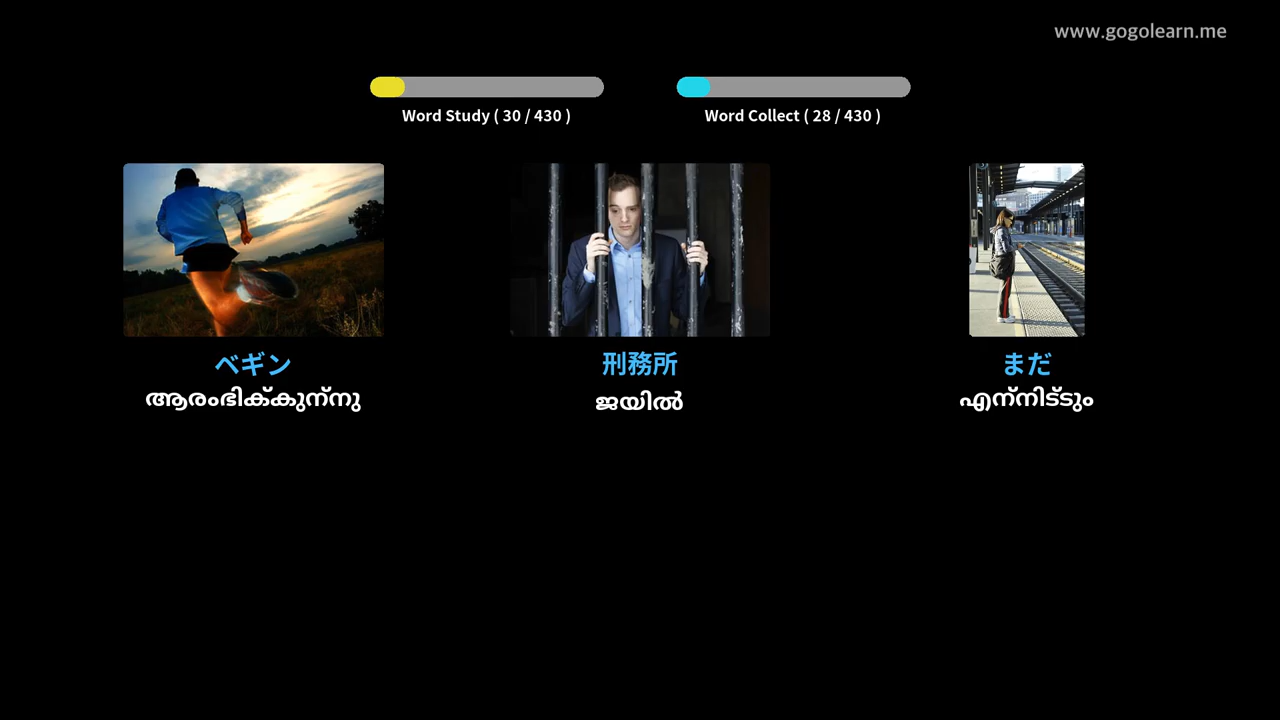 www.gogolearn.me
Word Study ( 30 / 430 )
Word Collect ( 28 / 430 )
ベギン
刑務所
まだ
ആരംഭിക്കുന്നു
ജയിൽ
എന്നിട്ടും